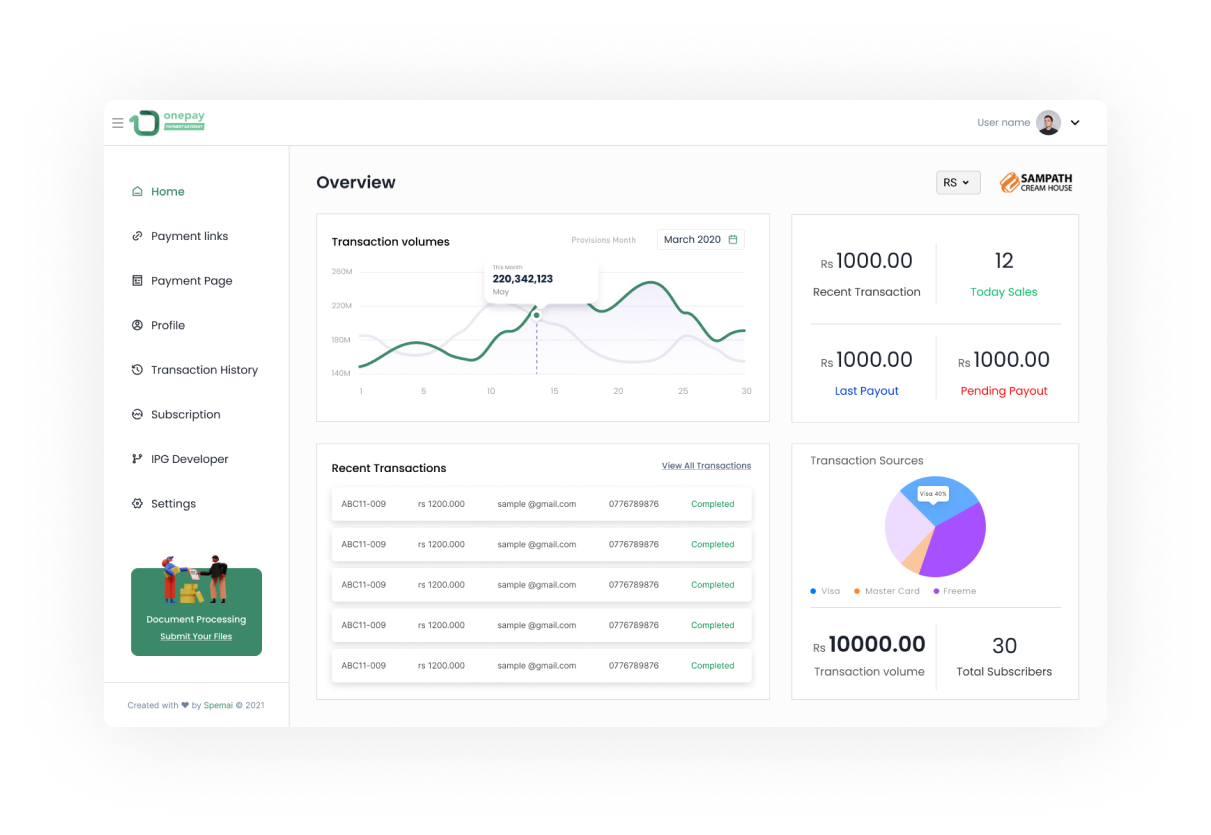 onepay
PAYMENT GATEWAY
User name
Home
Payment links
Payment Page
Profile
Transaction History
Subscription
IPG Developer
Settings
Document Processing
Submit Your Files
Created with ❤ by Spemai © 2021
Overview
RS
SAMPATH
CREAM HOUSE
Transaction volumes
Provisions Month
March 2020
260M
220M
180M
140M
This Month
220,342,123
May
1 5 10 15 20 25 30
Rs 1000.00
Recent Transaction
12
Today Sales
Rs 1000.00
Last Payout
Rs 1000.00
Pending Payout
Recent Transactions
View All Transactions
ABC11-009 rs 1200.000 sample @gmail.com 0776789876 Completed
ABC11-009 rs 1200.000 sample @gmail.com 0776789876 Completed
ABC11-009 rs 1200.000 sample @gmail.com 0776789876 Completed
ABC11-009 rs 1200.000 sample @gmail.com 0776789876 Completed
ABC11-009 rs 1200.000 sample @gmail.com 0776789876 Completed
Transaction Sources
Visa 40%
Visa Master Card Freeme
Rs 10000.00
Transaction volume
30
Total Subscribers